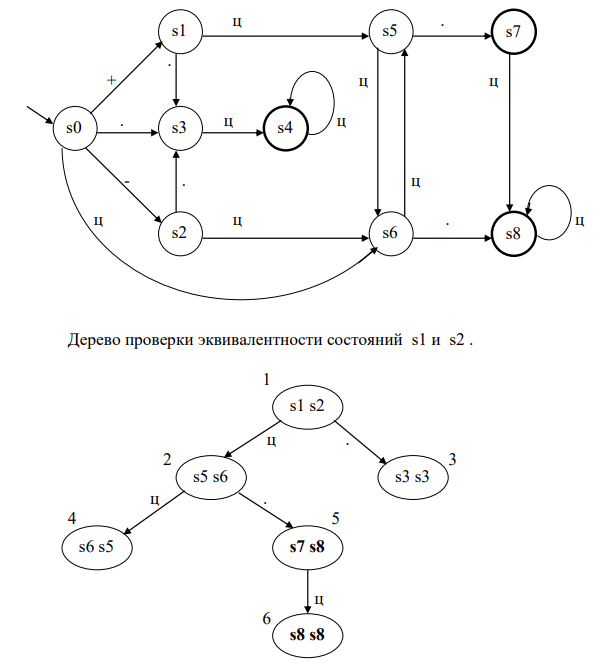 ц
.
s1
s5
s7
.
ц
ц
+
.
ц
ц
s0
s3
s4
-
.
ц
ц
ц
.
ц
s2
s6
s8
Дерево проверки эквивалентности состояний s1 и s2 .
1
s1 s2
ц
.
2
3
s5 s6
s3 s3
ц
.
4
5
s6 s5
s7 s8
ц
6
s8 s8